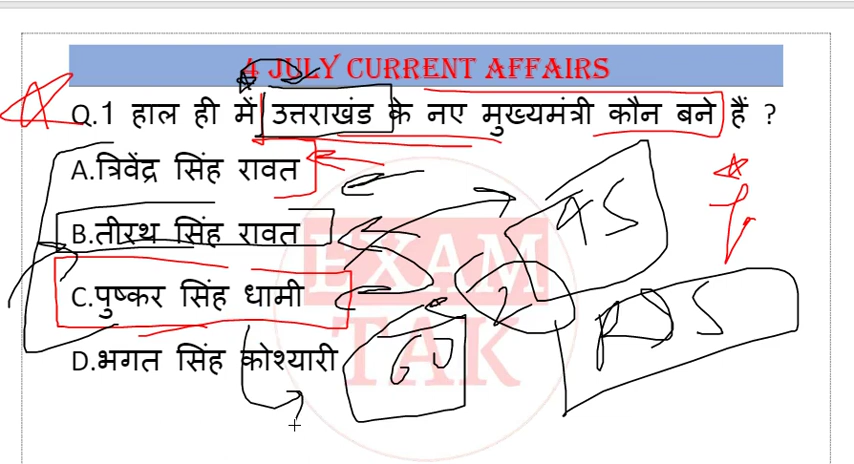 4 JULY CURRENT AFFAIRS
Q.1 हाल ही में उत्तराखंड के नए मुख्यमंत्री कौन बने हैं ?
A.त्रिवेंद्र सिंह रावत
B.तीरथ सिंह रावत
C.पुष्कर सिंह धामी
D.भगत सिंह कोश्यारी
EXAM
TAK